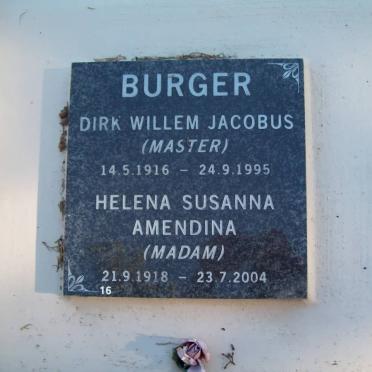 BURGER
DIRK WILLEM JACOBUS
(MASTER)
14.5.1916 - 24.9.1995
HELENA SUSANNA
AMENDINA
(MADAM)
21.9.1918 - 23.7.2004
16